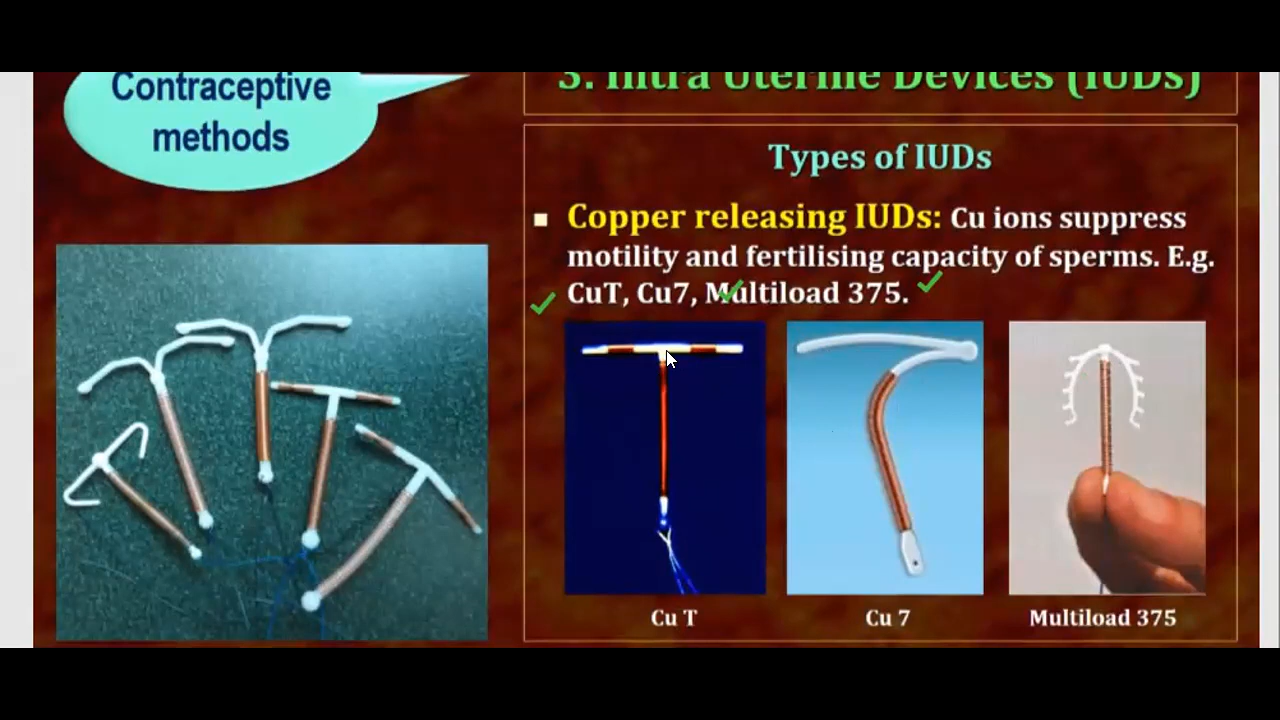 Contraceptive
methods
3. Intra Uterine Devices (IUDs)
Types of IUDs
Copper releasing IUDs: Cu ions suppress
motility and fertilising capacity of sperms. E.g.
CuT, Cu7, Multiload 375.
Cu T
Cu 7
Multiload 375